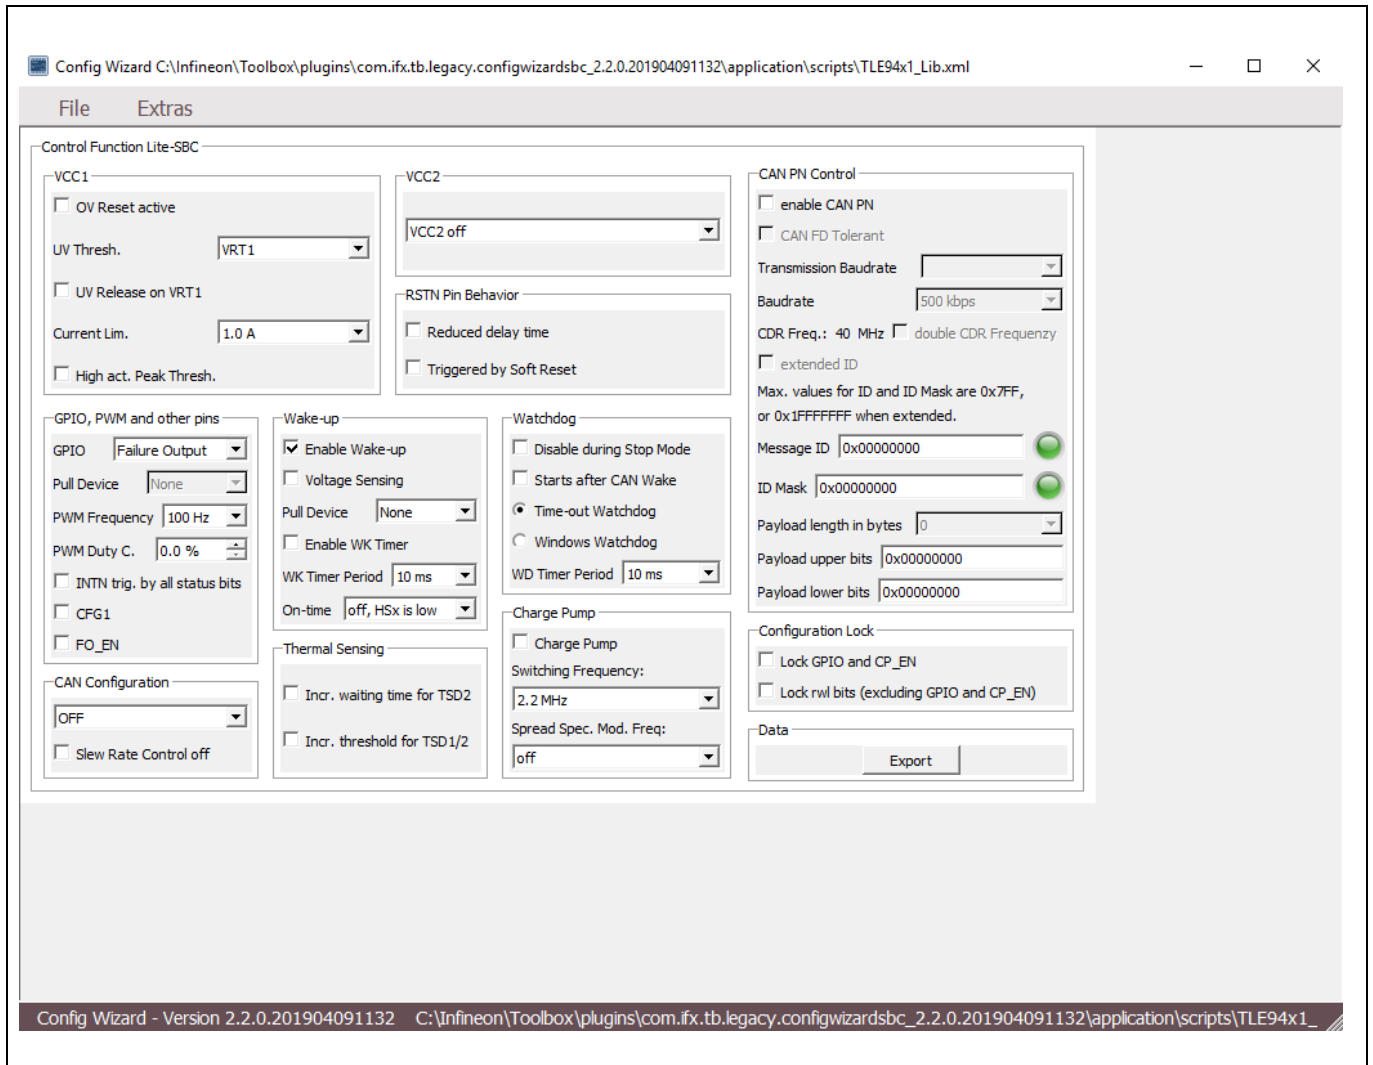 Config Wizard C:\Infineon\Toolbox\plugins\com.ifx.tb.legacy.configwizardsbc_2.2.0.201904091132\application\scripts\TLE94x1_Lib.xml
File Extras
Control Function Lite-SBC
VCC1
OV Reset active
UV Thresh. VRT1
UV Release on VRT1
Current Lim. 1.0 A
High act. Peak Thresh.
VCC2
VCC2 off
RSTN Pin Behavior
Reduced delay time
Triggered by Soft Reset
GPIO, PWM and other pins
GPIO Failure Output
Pull Device None
PWM Frequency 100 Hz
PWM Duty C. 0.0 %
INTN trig. by all status bits
CFG1
FO_EN
CAN Configuration
OFF
Slew Rate Control off
Wake-up
Enable Wake-up
Voltage Sensing
Pull Device None
Enable WK Timer
WK Timer Period 10 ms
On-time off, HSx is low
Thermal Sensing
Incr. waiting time for TSD2
Incr. threshold for TSD1/2
Watchdog
Disable during Stop Mode
Starts after CAN Wake
Time-out Watchdog
Windows Watchdog
WD Timer Period 10 ms
Charge Pump
Charge Pump
Switching Frequency:
2.2 MHz
Spread Spec. Mod. Freq:
off
CAN PN Control
enable CAN PN
CAN FD Tolerant
Transmission Baudrate
Baudrate 500 kbps
CDR Freq.: 40 MHz double CDR Frequenzy
extended ID
Max. values for ID and ID Mask are 0x7FF,
or 0x1FFFFFFF when extended.
Message ID 0x00000000
ID Mask 0x00000000
Payload length in bytes 0
Payload upper bits 0x00000000
Payload lower bits 0x00000000
Configuration Lock
Lock GPIO and CP_EN
Lock rwl bits (excluding GPIO and CP_EN)
Data
Export
Config Wizard - Version 2.2.0.201904091132 C:\Infineon\Toolbox\plugins\com.ifx.tb.legacy.configwizardsbc_2.2.0.201904091132\application\scripts\TLE94x1_